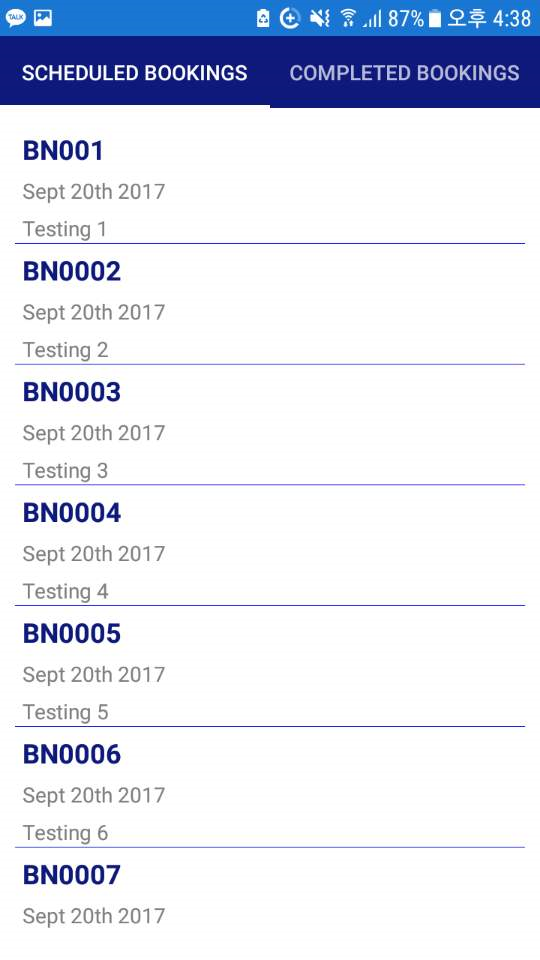 TALK
87% 오후 4:38
SCHEDULED BOOKINGS COMPLETED BOOKINGS
BN001
Sept 20th 2017
Testing 1
BN0002
Sept 20th 2017
Testing 2
BN0003
Sept 20th 2017
Testing 3
BN0004
Sept 20th 2017
Testing 4
BN0005
Sept 20th 2017
Testing 5
BN0006
Sept 20th 2017
Testing 6
BN0007
Sept 20th 2017